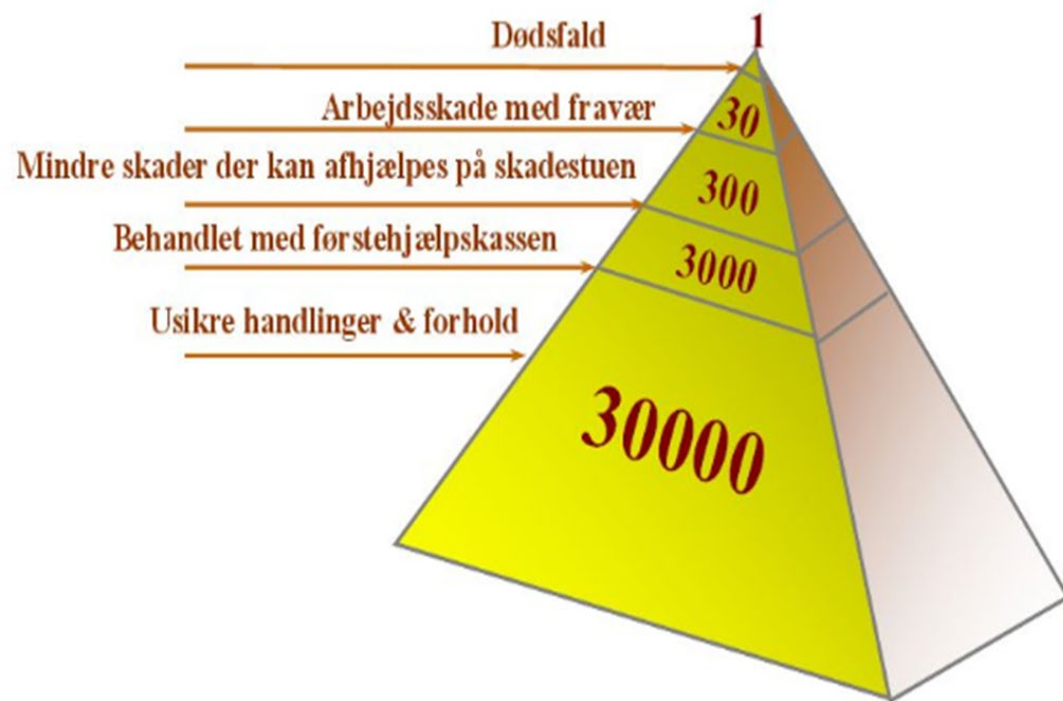 1
Dødsfald
Arbejdsskade med fravær
30
Mindre skader der kan afhjælpes på skadestuen
300
Behandlet med førstehjælpskassen
3000
Usikre handlinger & forhold
30000